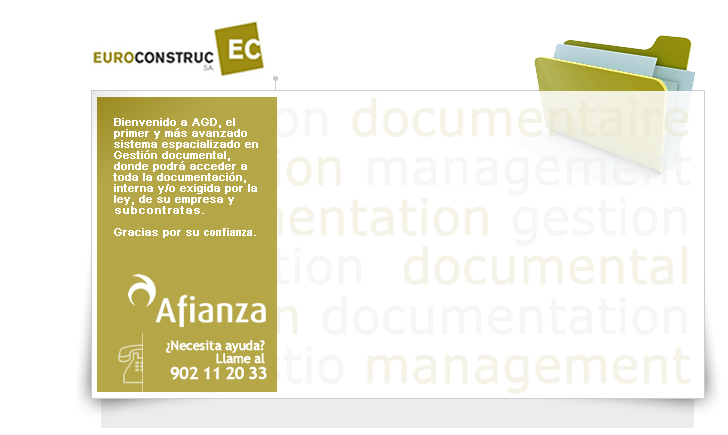 EUROCONSTRUC EC
S.A.
Bienvenido a AGD, el
primer y más avanzado
sistema espacializado en
Gestión documental,
donde podrá acceder a
toda la documentación,
interna y/o exigida por la
ley, de su empresa y
subcontratas.
Gracias por su confianza.
Afianza
¿Necesita ayuda?
Llame al
902 11 20 33
on documentaire
ion management
mentation gestion
tion documental
n documentation
tio management